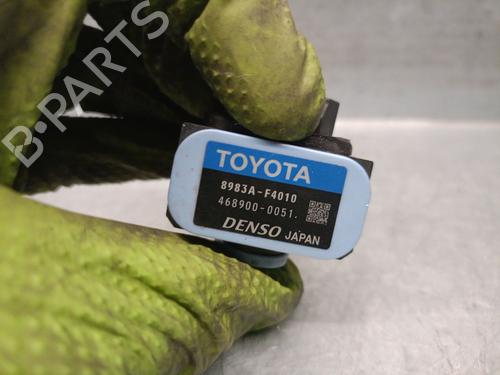 B-PARTS
TOYOTA
8983A-F4010
468900-0051.
DENSO JAPAN